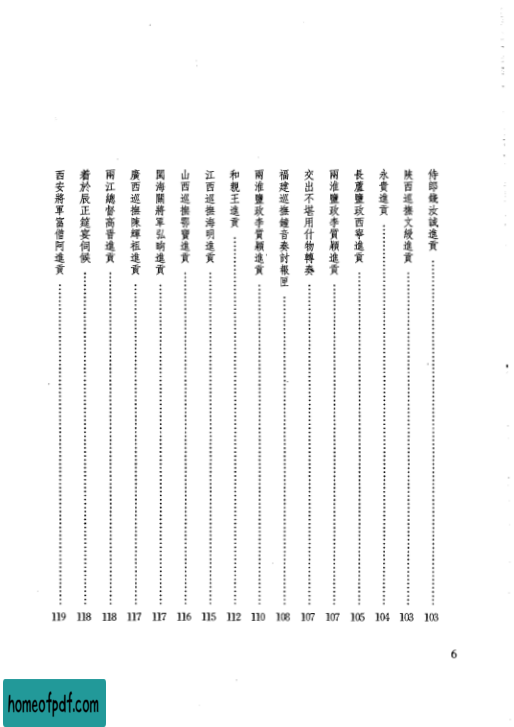 侍郎錢汝誠進貢 103
陝西巡撫文綬進貢 103
永貴進貢 104
長蘆鹽政西寧進貢 105
兩淮鹽政李質穎進貢 107
交出不堪用什物轉奏 107
福建巡撫鐘音奏討報匣 108
兩淮鹽政李質穎進貢 110
和親王進貢 112
江西巡撫海明進貢 115
山西巡撫鄂寶進貢 116
閩海關將軍弘晌進貢 117
廣西巡撫陳輝祖進貢 117
兩江總督高晋進貢 118
着於辰正筵宴伺候 118
西安將軍富僧阿進貢 119
6
homeofpdf.com